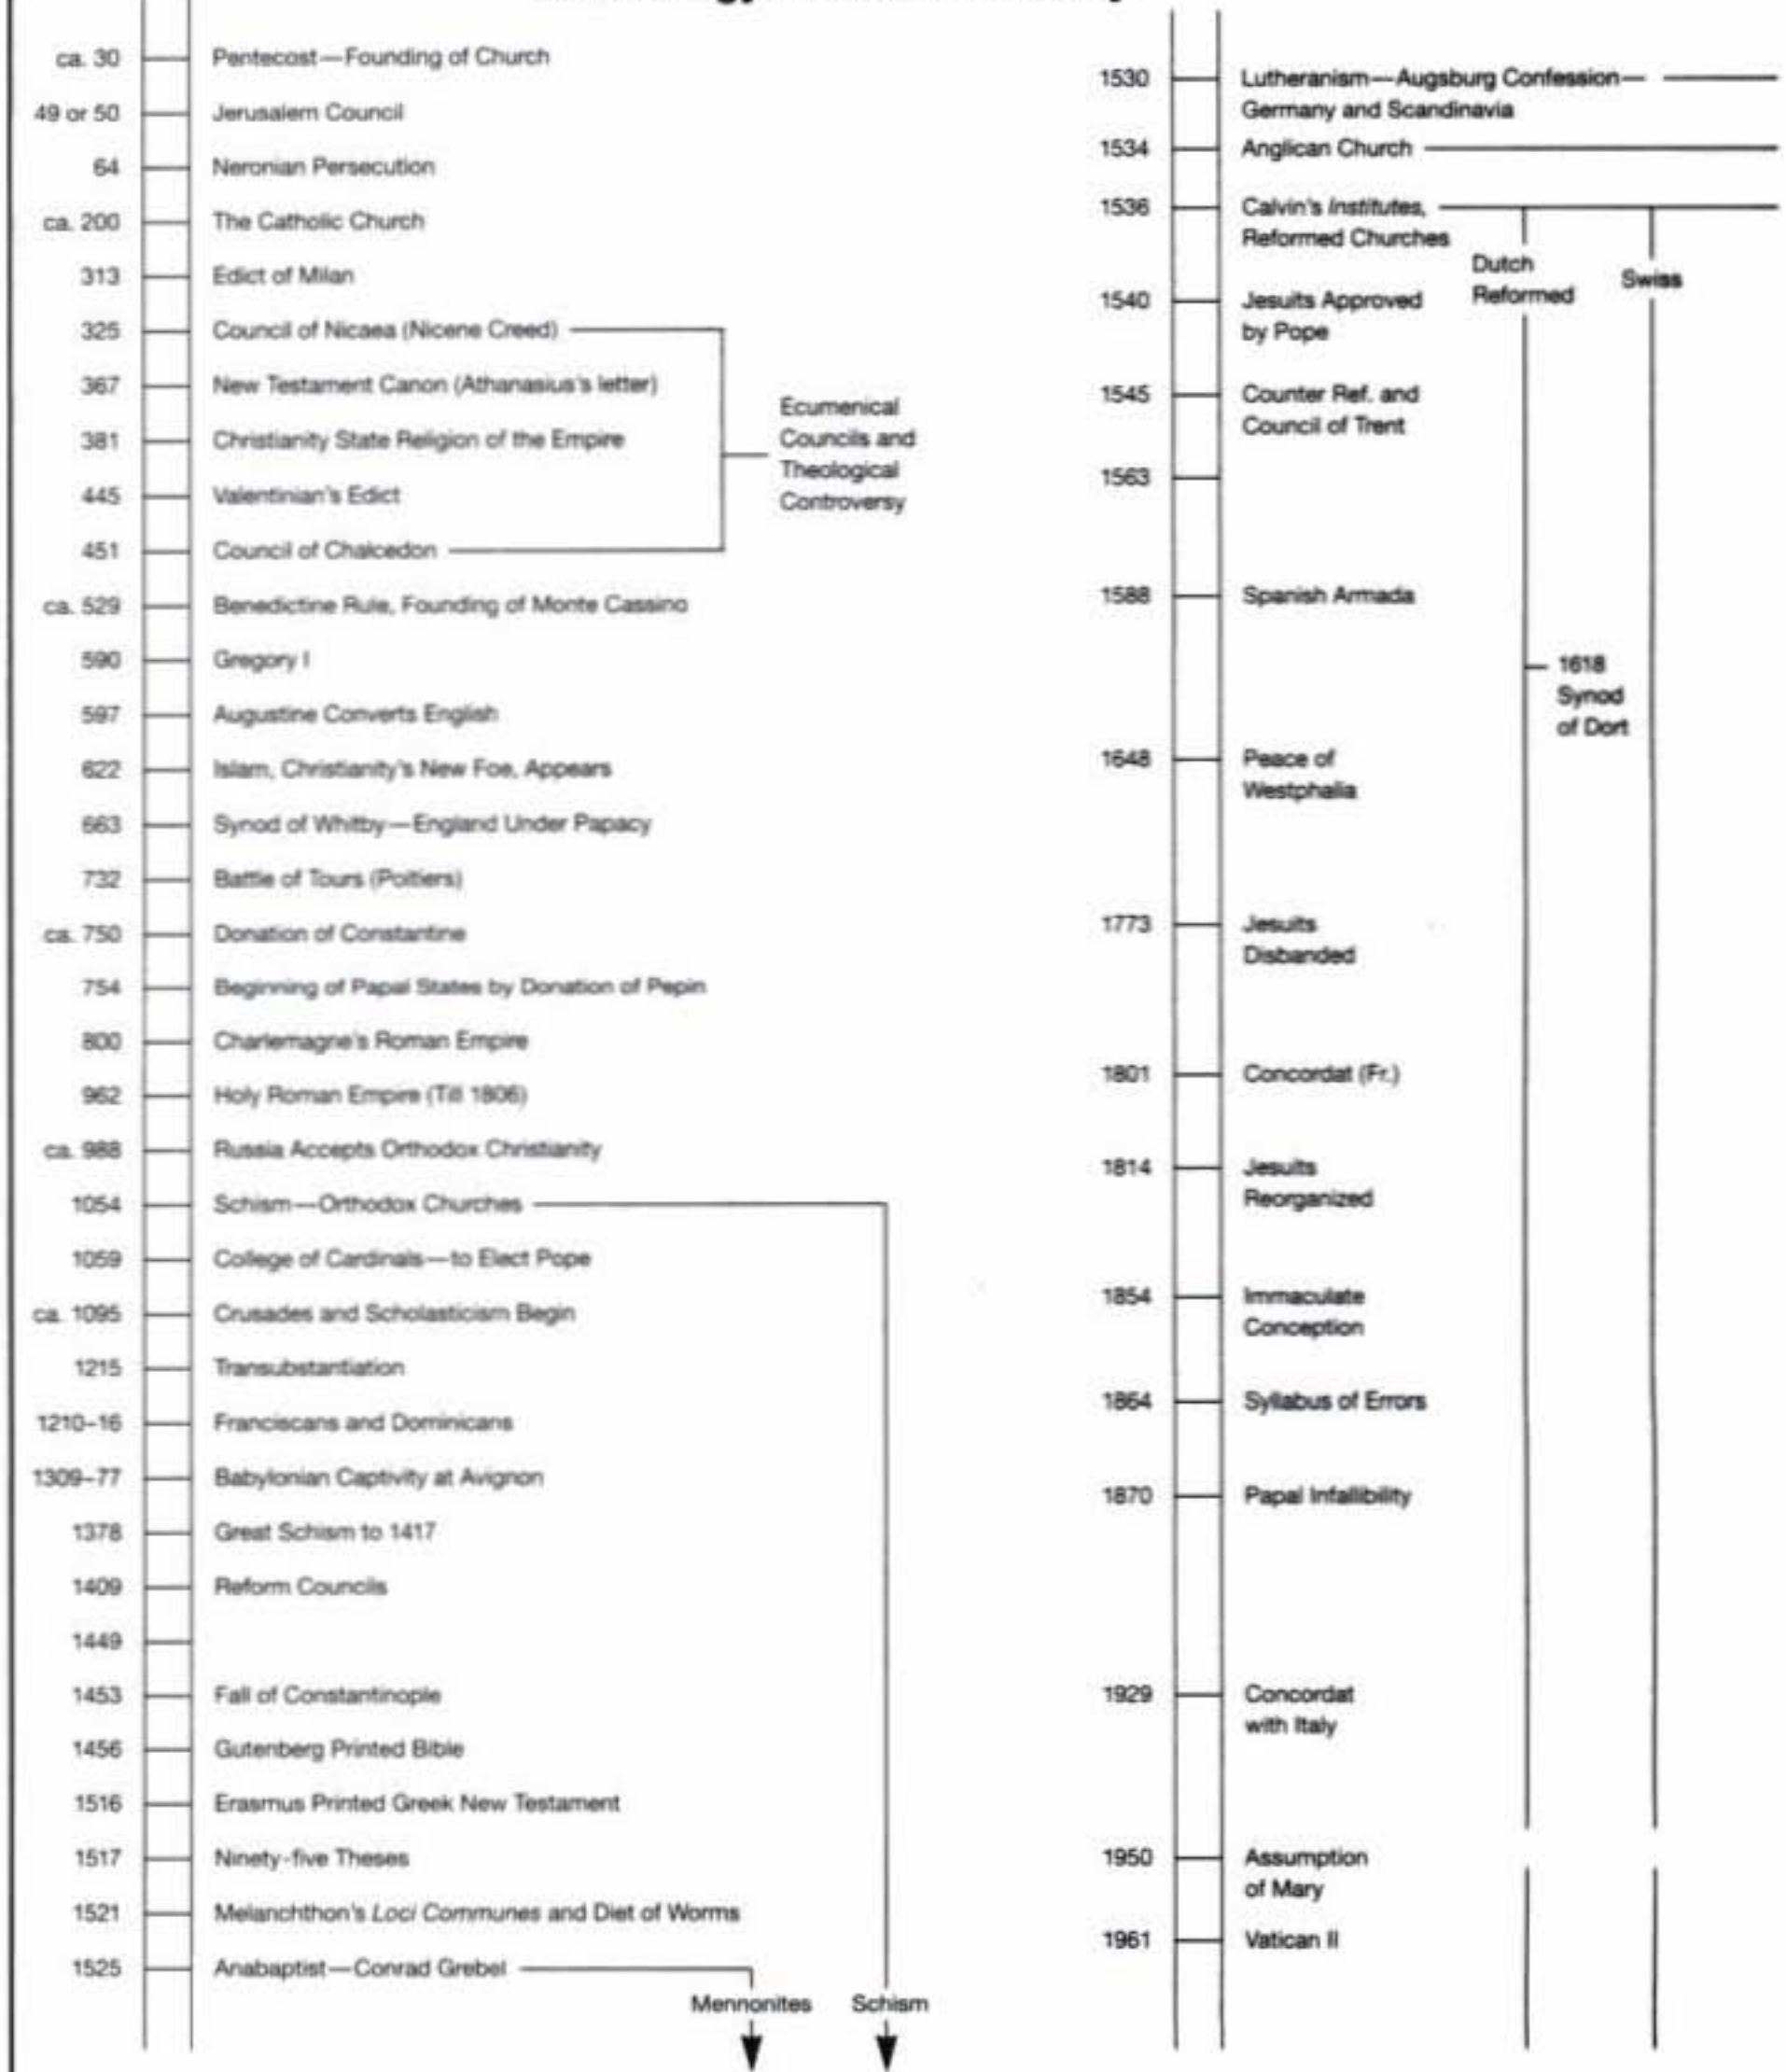 ca. 30 Pentecost—Founding of Church
49 or 50 Jerusalem Council
64 Neronian Persecution
ca. 200 The Catholic Church
313 Edict of Milan
325 Council of Nicaea (Nicene Creed)
367 New Testament Canon (Athanasius's letter)
381 Christianity State Religion of the Empire
445 Valentinian's Edict
451 Council of Chalcedon
Ecumenical
Councils and
Theological
Controversy
ca. 529 Benedictine Rule, Founding of Monte Cassino
590 Gregory I
597 Augustine Converts English
622 Islam, Christianity's New Foe, Appears
663 Synod of Whitby—England Under Papacy
732 Battle of Tours (Poitiers)
ca. 750 Donation of Constantine
754 Beginning of Papal States by Donation of Pepin
800 Charlemagne's Roman Empire
962 Holy Roman Empire (Till 1806)
ca. 988 Russia Accepts Orthodox Christianity
1054 Schism—Orthodox Churches
1059 College of Cardinals—to Elect Pope
ca. 1095 Crusades and Scholasticism Begin
1215 Transubstantiation
1210–16 Franciscans and Dominicans
1309–77 Babylonian Captivity at Avignon
1378 Great Schism to 1417
1409 Reform Councils
1449
1453 Fall of Constantinople
1456 Gutenberg Printed Bible
1516 Erasmus Printed Greek New Testament
1517 Ninety-five Theses
1521 Melanchthon's Loci Communes and Diet of Worms
1525 Anabaptist—Conrad Grebel
Mennonites Schism
1530 Lutheranism—Augsburg Confession—
Germany and Scandinavia
1534 Anglican Church
1536 Calvin's Institutes,
Reformed Churches
Dutch
Reformed
Swiss
1540 Jesuits Approved
by Pope
1545 Counter Ref. and
Council of Trent
1563
1588 Spanish Armada
1618
Synod
of Dort
1648 Peace of
Westphalia
1773 Jesuits
Disbanded
1801 Concordat (Fr.)
1814 Jesuits
Reorganized
1854 Immaculate
Conception
1864 Syllabus of Errors
1870 Papal Infallibility
1929 Concordat
with Italy
1950 Assumption
of Mary
1961 Vatican II